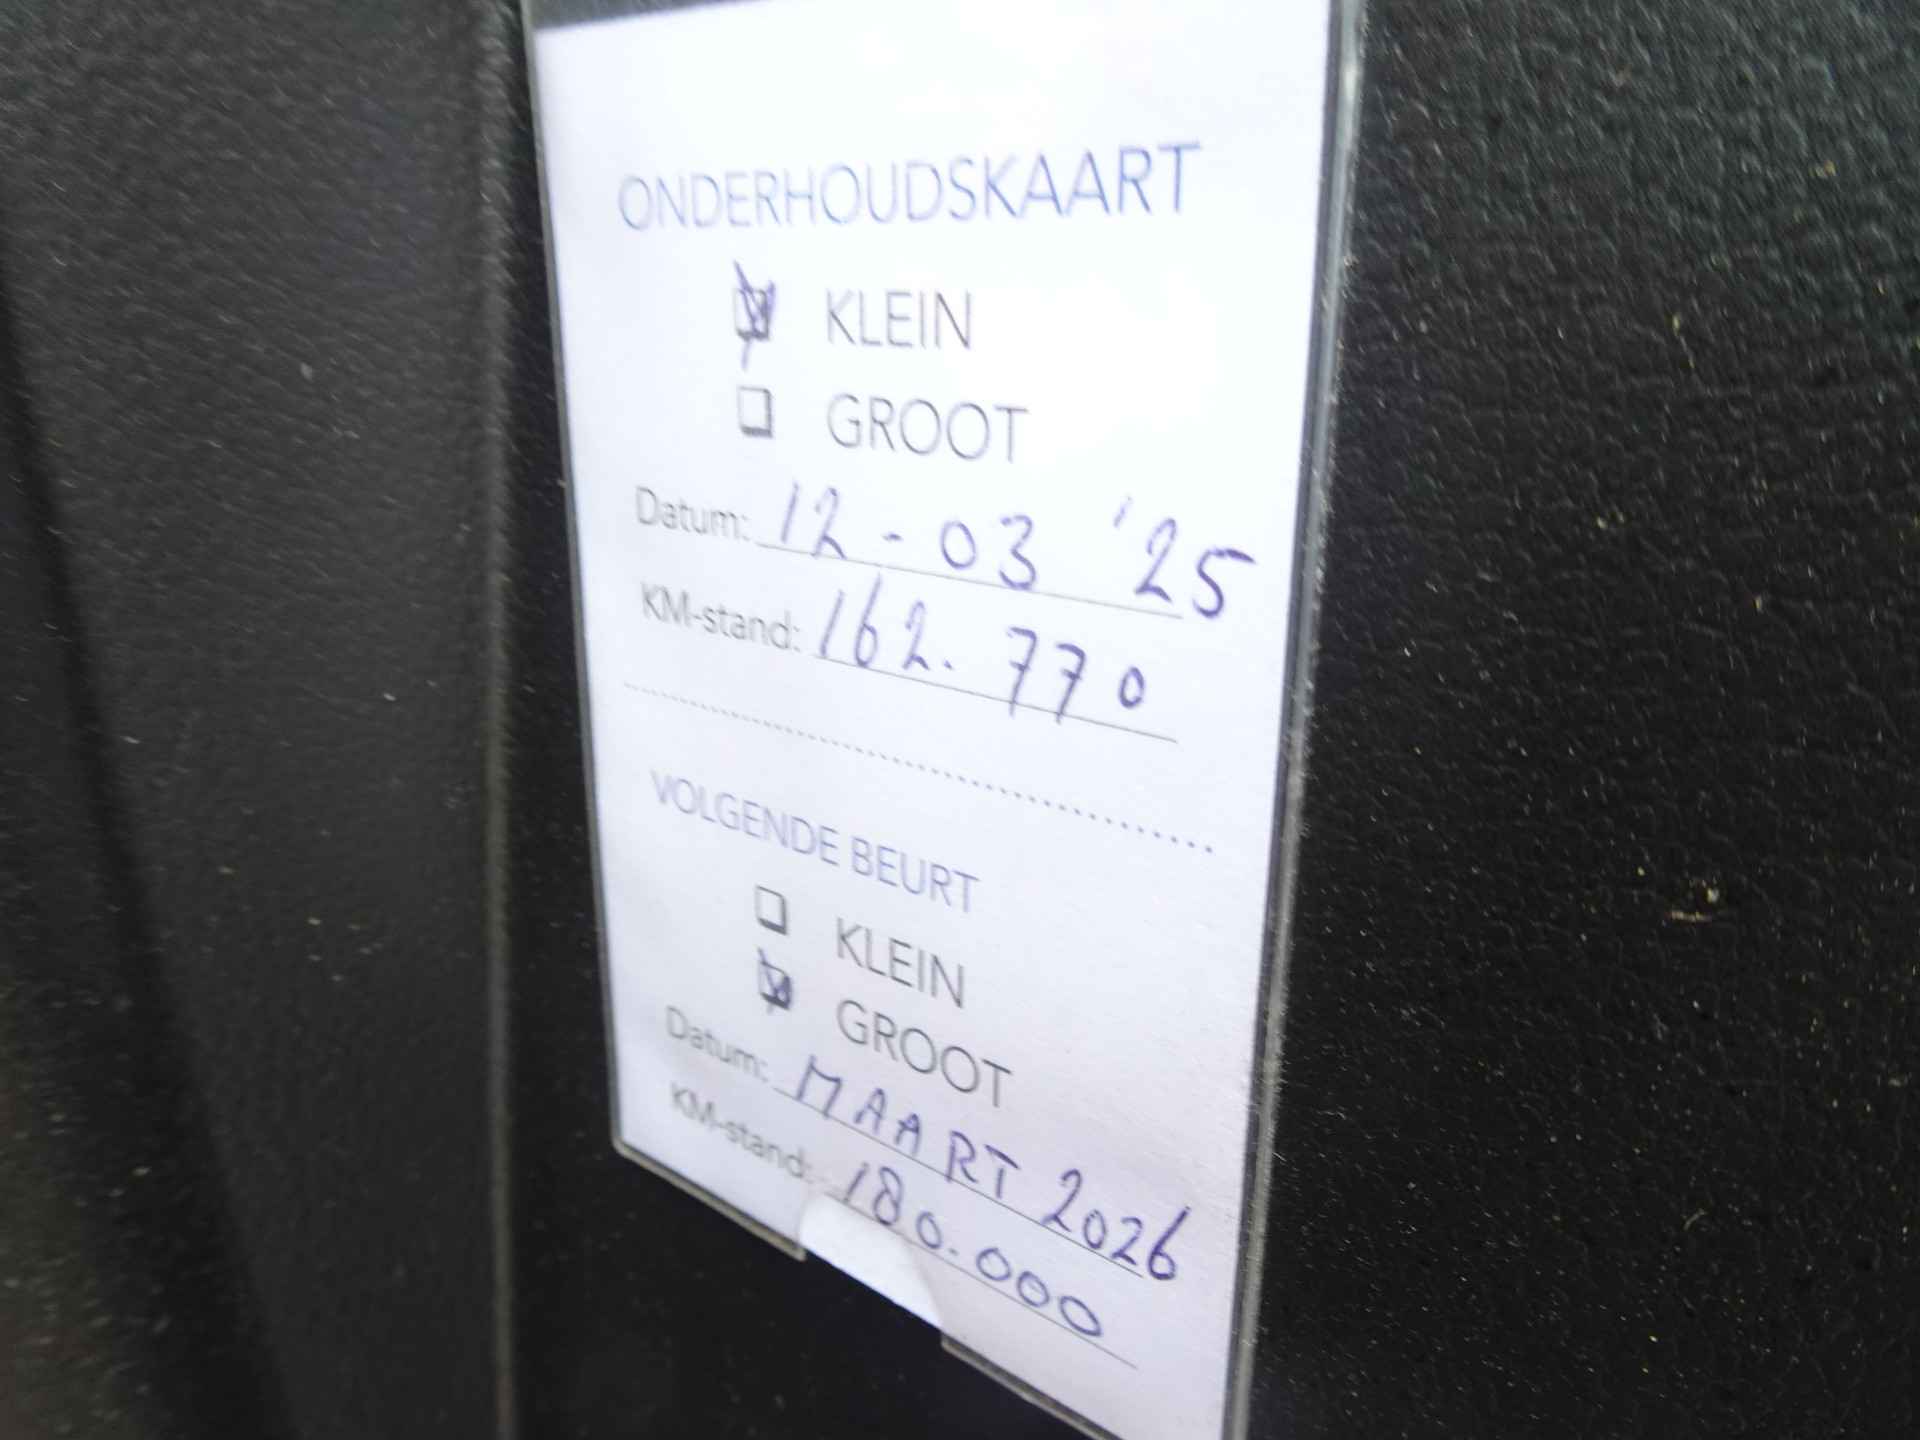 ONDERHOUDSKAART
KLEIN
GROOT
Datum: 12-03 '25
KM-stand: 162.770
VOLGENDE BEURT
KLEIN
GROOT
Datum: MAART 2026
KM-stand: 180.000